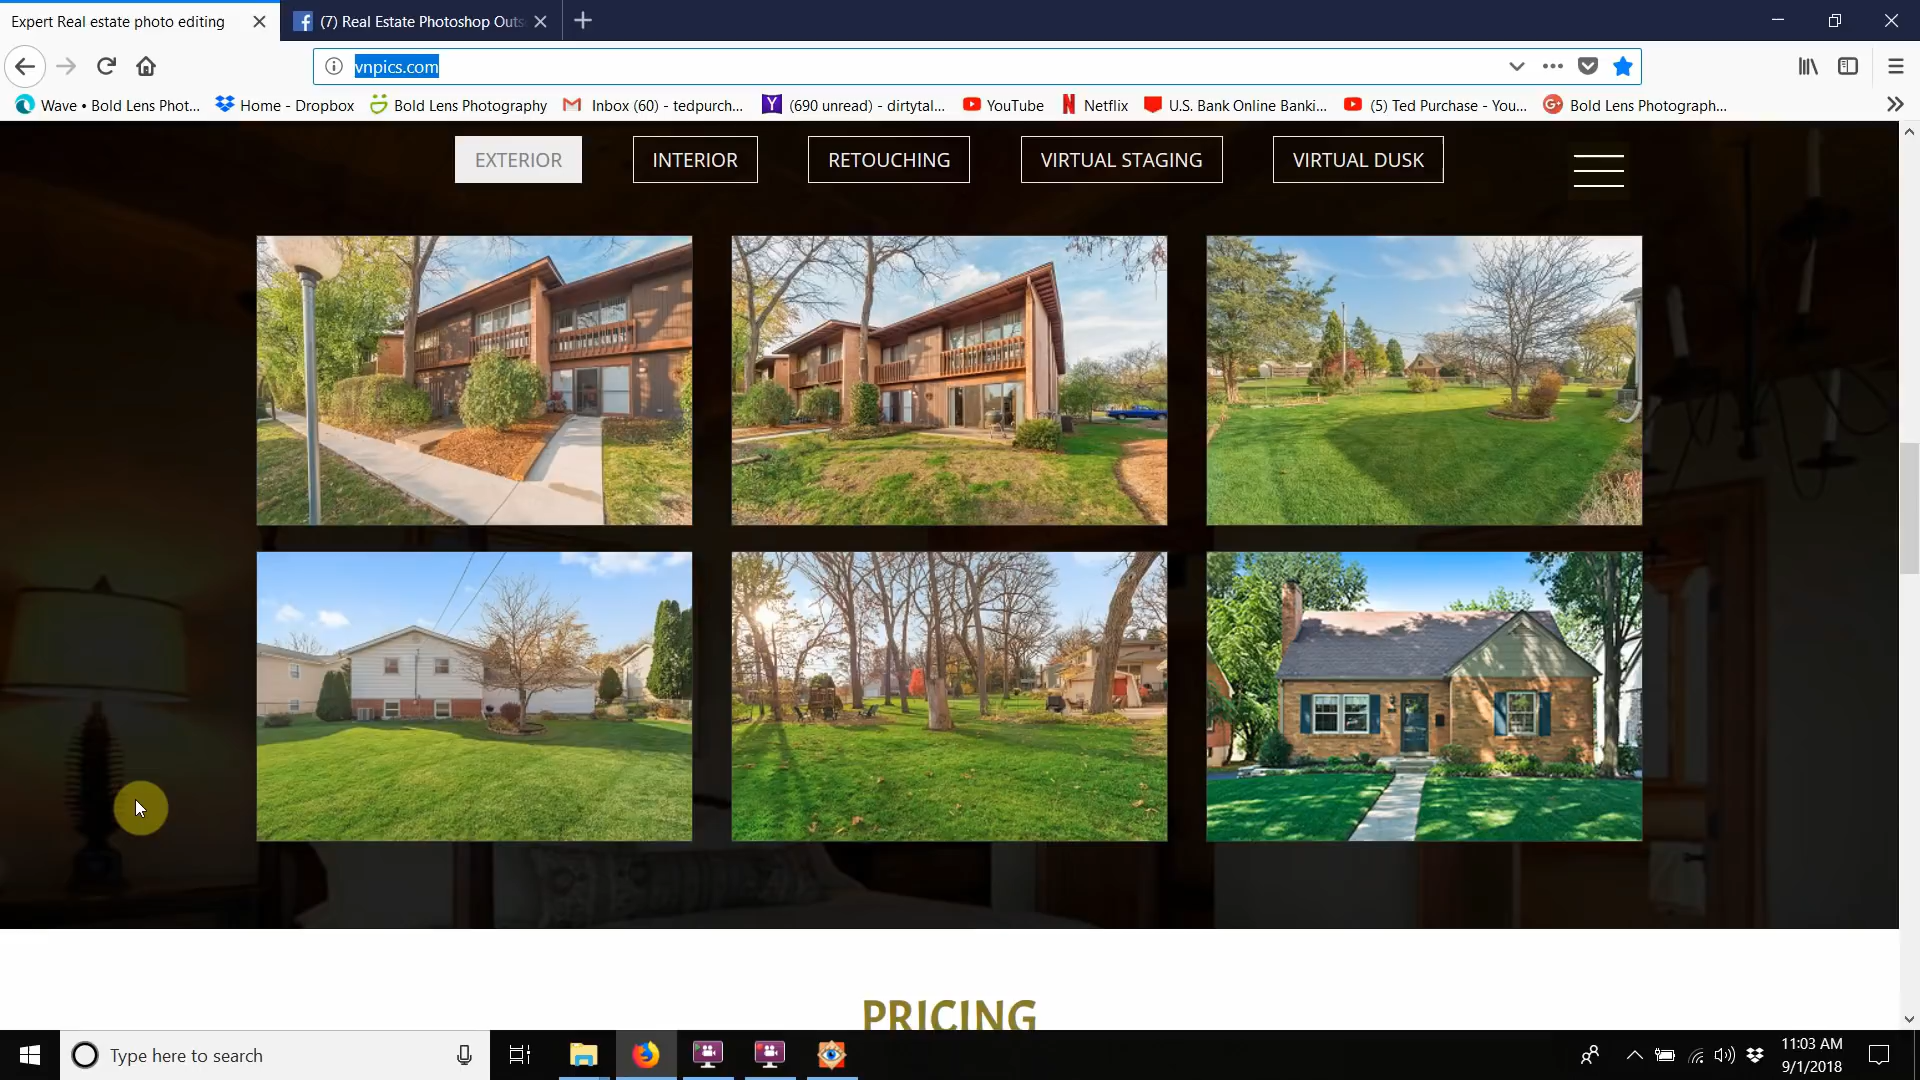 Expert Real estate photo editing
(7) Real Estate Photoshop Outs
vnpics.com
Wave • Bold Lens Phot...
Home - Dropbox
Bold Lens Photography
Inbox (60) - tedpurch...
(690 unread) - dirtytal...
YouTube
Netflix
U.S. Bank Online Banki...
(5) Ted Purchase - You...
Bold Lens Photograph...
EXTERIOR
INTERIOR
RETOUCHING
VIRTUAL STAGING
VIRTUAL DUSK
PRICING
Type here to search
11:03 AM
9/1/2018